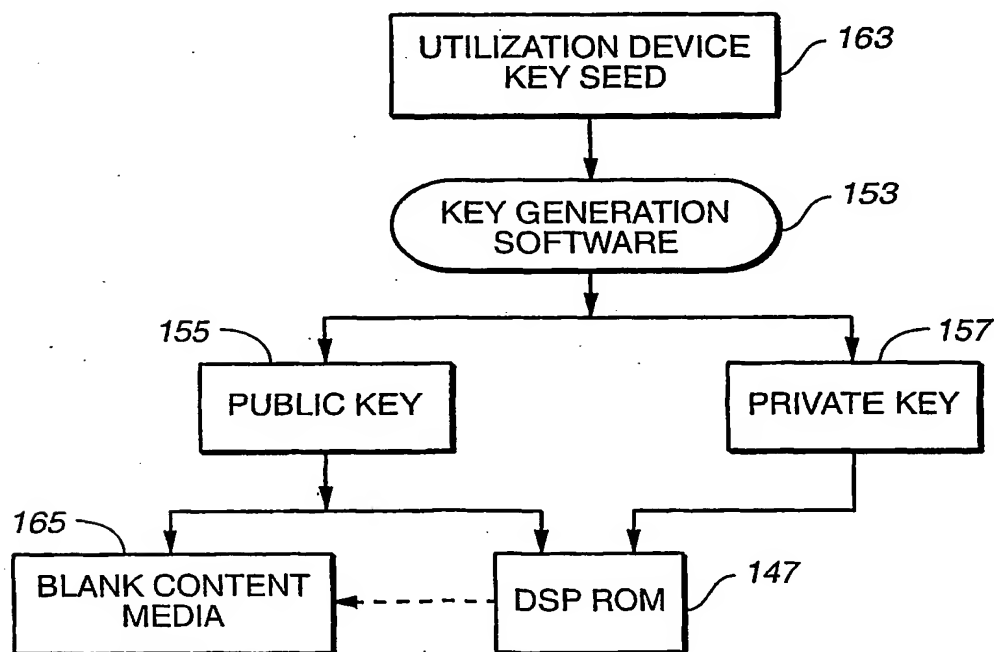 UTILIZATION DEVICE
KEY SEED
163
KEY GENERATION
SOFTWARE
153
155
157
PUBLIC KEY
PRIVATE KEY
165
BLANK CONTENT
MEDIA
DSP ROM
147